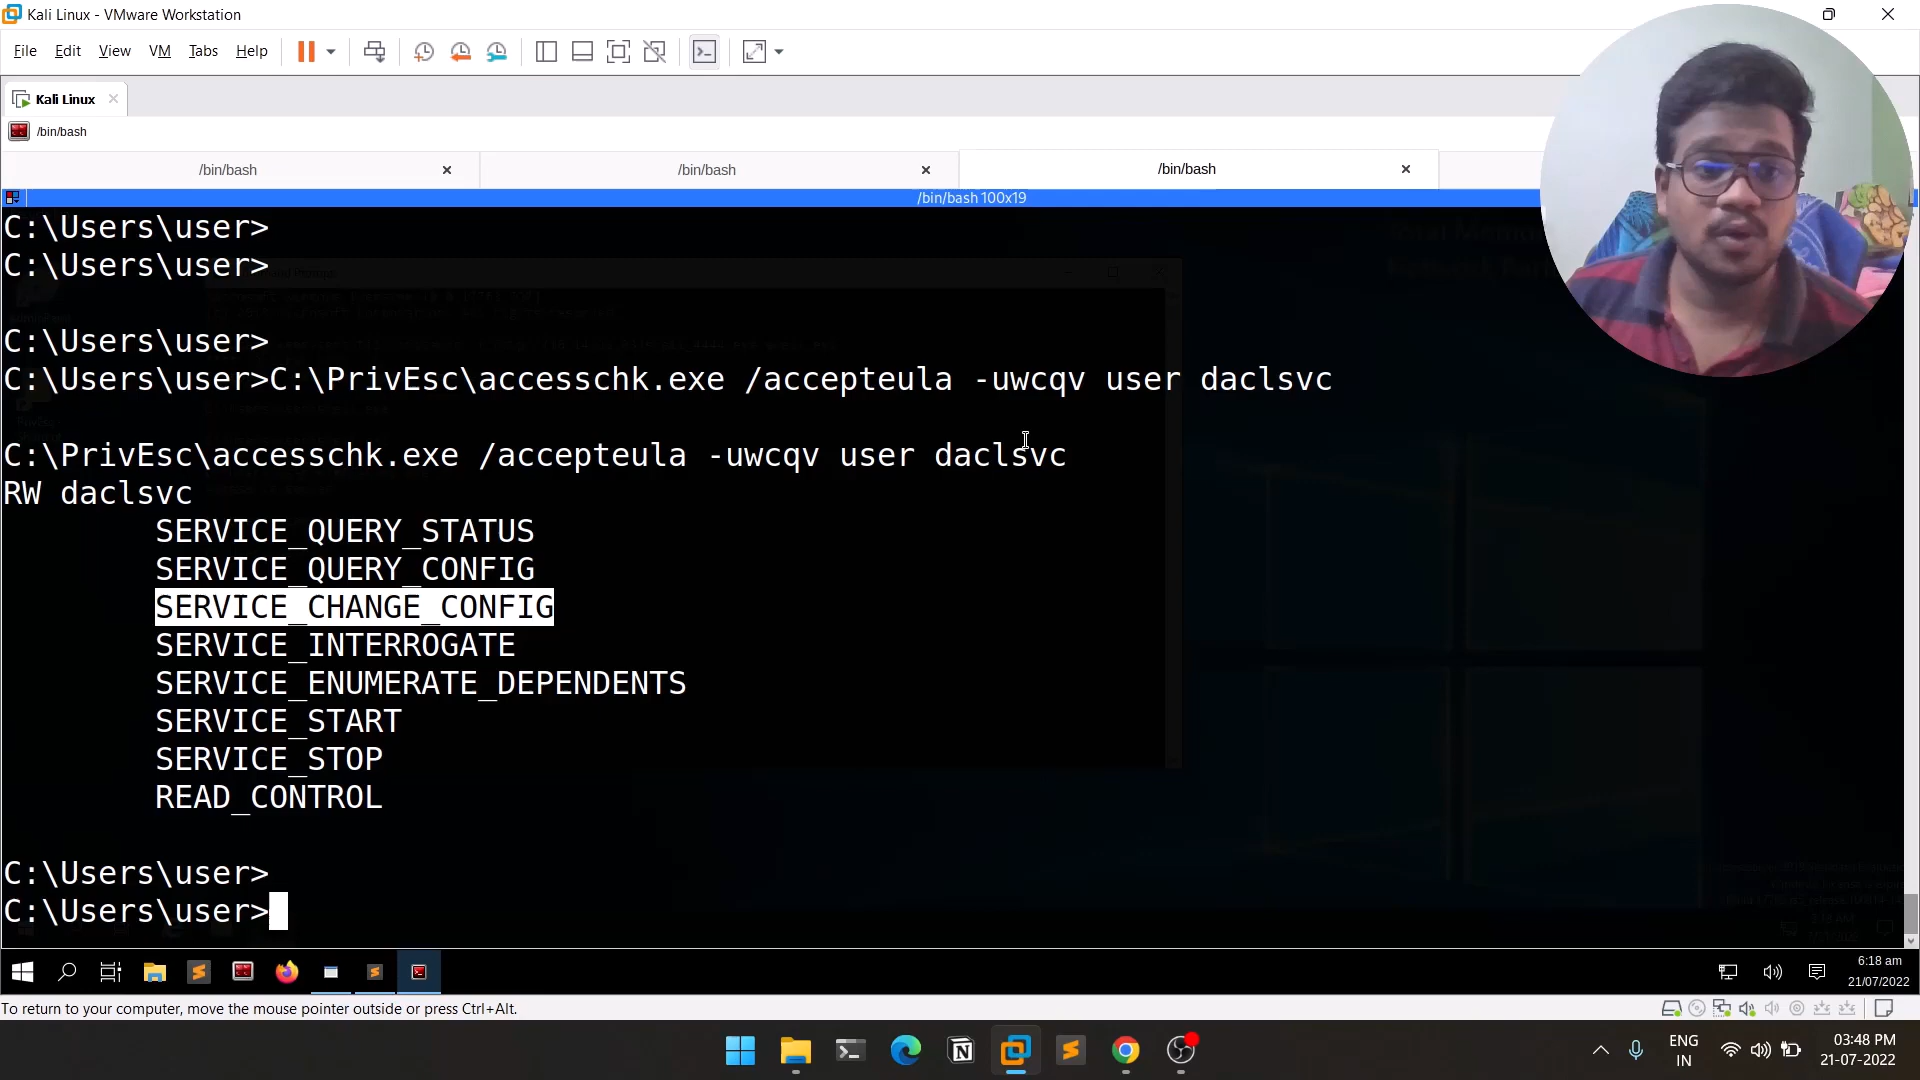 Kali Linux - VMware Workstation
File Edit View VM Tabs Help
Kali Linux
/bin/bash
/bin/bash /bin/bash /bin/bash
/bin/bash 100x19
C:\Users\user>
C:\Users\user>
C:\Users\user>
C:\Users\user>C:\PrivEsc\accesschk.exe /accepteula -uwcqv user daclsvc
C:\PrivEsc\accesschk.exe /accepteula -uwcqv user daclsvc
RW daclsvc
SERVICE_QUERY_STATUS
SERVICE_QUERY_CONFIG
SERVICE_CHANGE_CONFIG
SERVICE_INTERROGATE
SERVICE_ENUMERATE_DEPENDENTS
SERVICE_START
SERVICE_STOP
READ_CONTROL
C:\Users\user>
C:\Users\user>
6:18 am
21/07/2022
To return to your computer, move the mouse pointer outside or press Ctrl+Alt.
ENG
IN
03:48 PM
21-07-2022